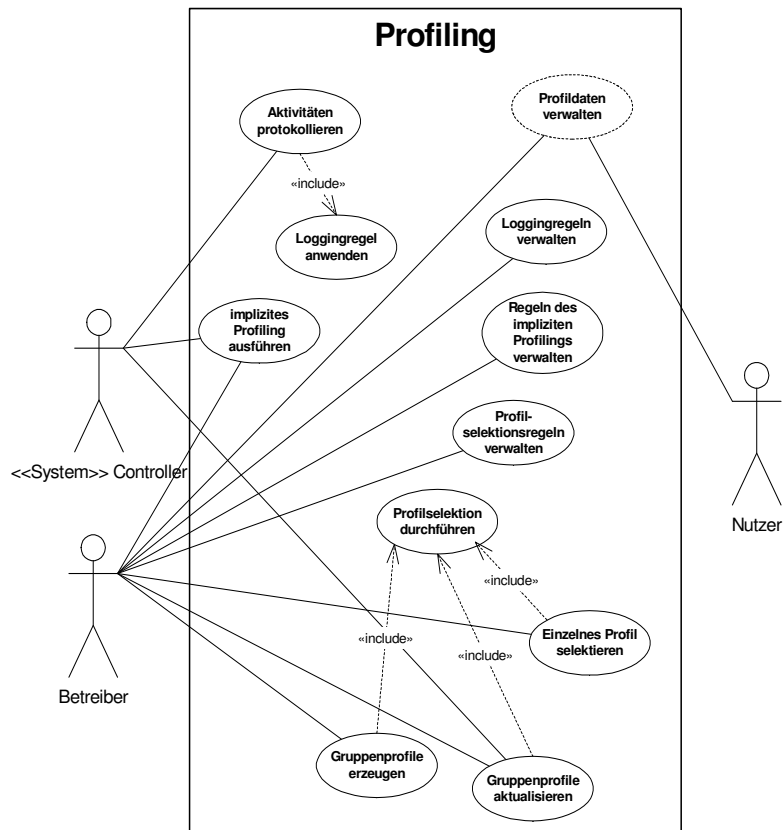 Profiling
Aktivitäten
protokollieren
Profildaten
verwalten
«include»
Loggingregel
anwenden
Loggingregeln
verwalten
implizites
Profiling
ausführen
Regeln des
impliziten
Profilings
verwalten
<<System>> Controller
Profil-
selektionsregeln
verwalten
Nutzer
Profilselektion
durchführen
«include»
«include»
«include»
Einzelnes Profil
selektieren
Betreiber
Gruppenprofile
erzeugen
Gruppenprofile
aktualisieren